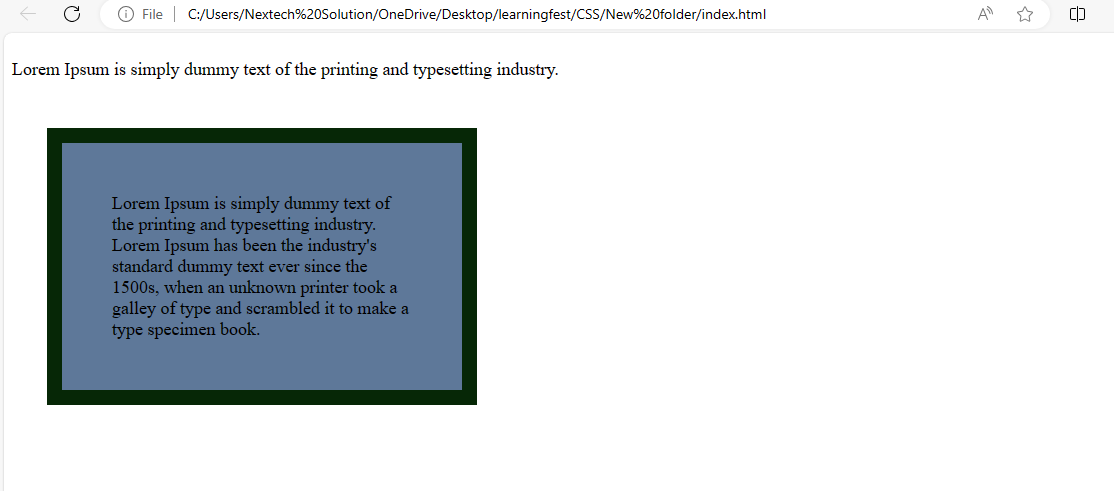 File
C:/Users/Nextech%20Solution/OneDrive/Desktop/learningfest/CSS/New%20folder/index.html
A
Lorem Ipsum is simply dummy text of the printing and typesetting industry.
Lorem Ipsum is simply dummy text of
the printing and typesetting industry.
Lorem Ipsum has been the industry's
standard dummy text ever since the
1500s, when an unknown printer took a
galley of type and scrambled it to make a
type specimen book.